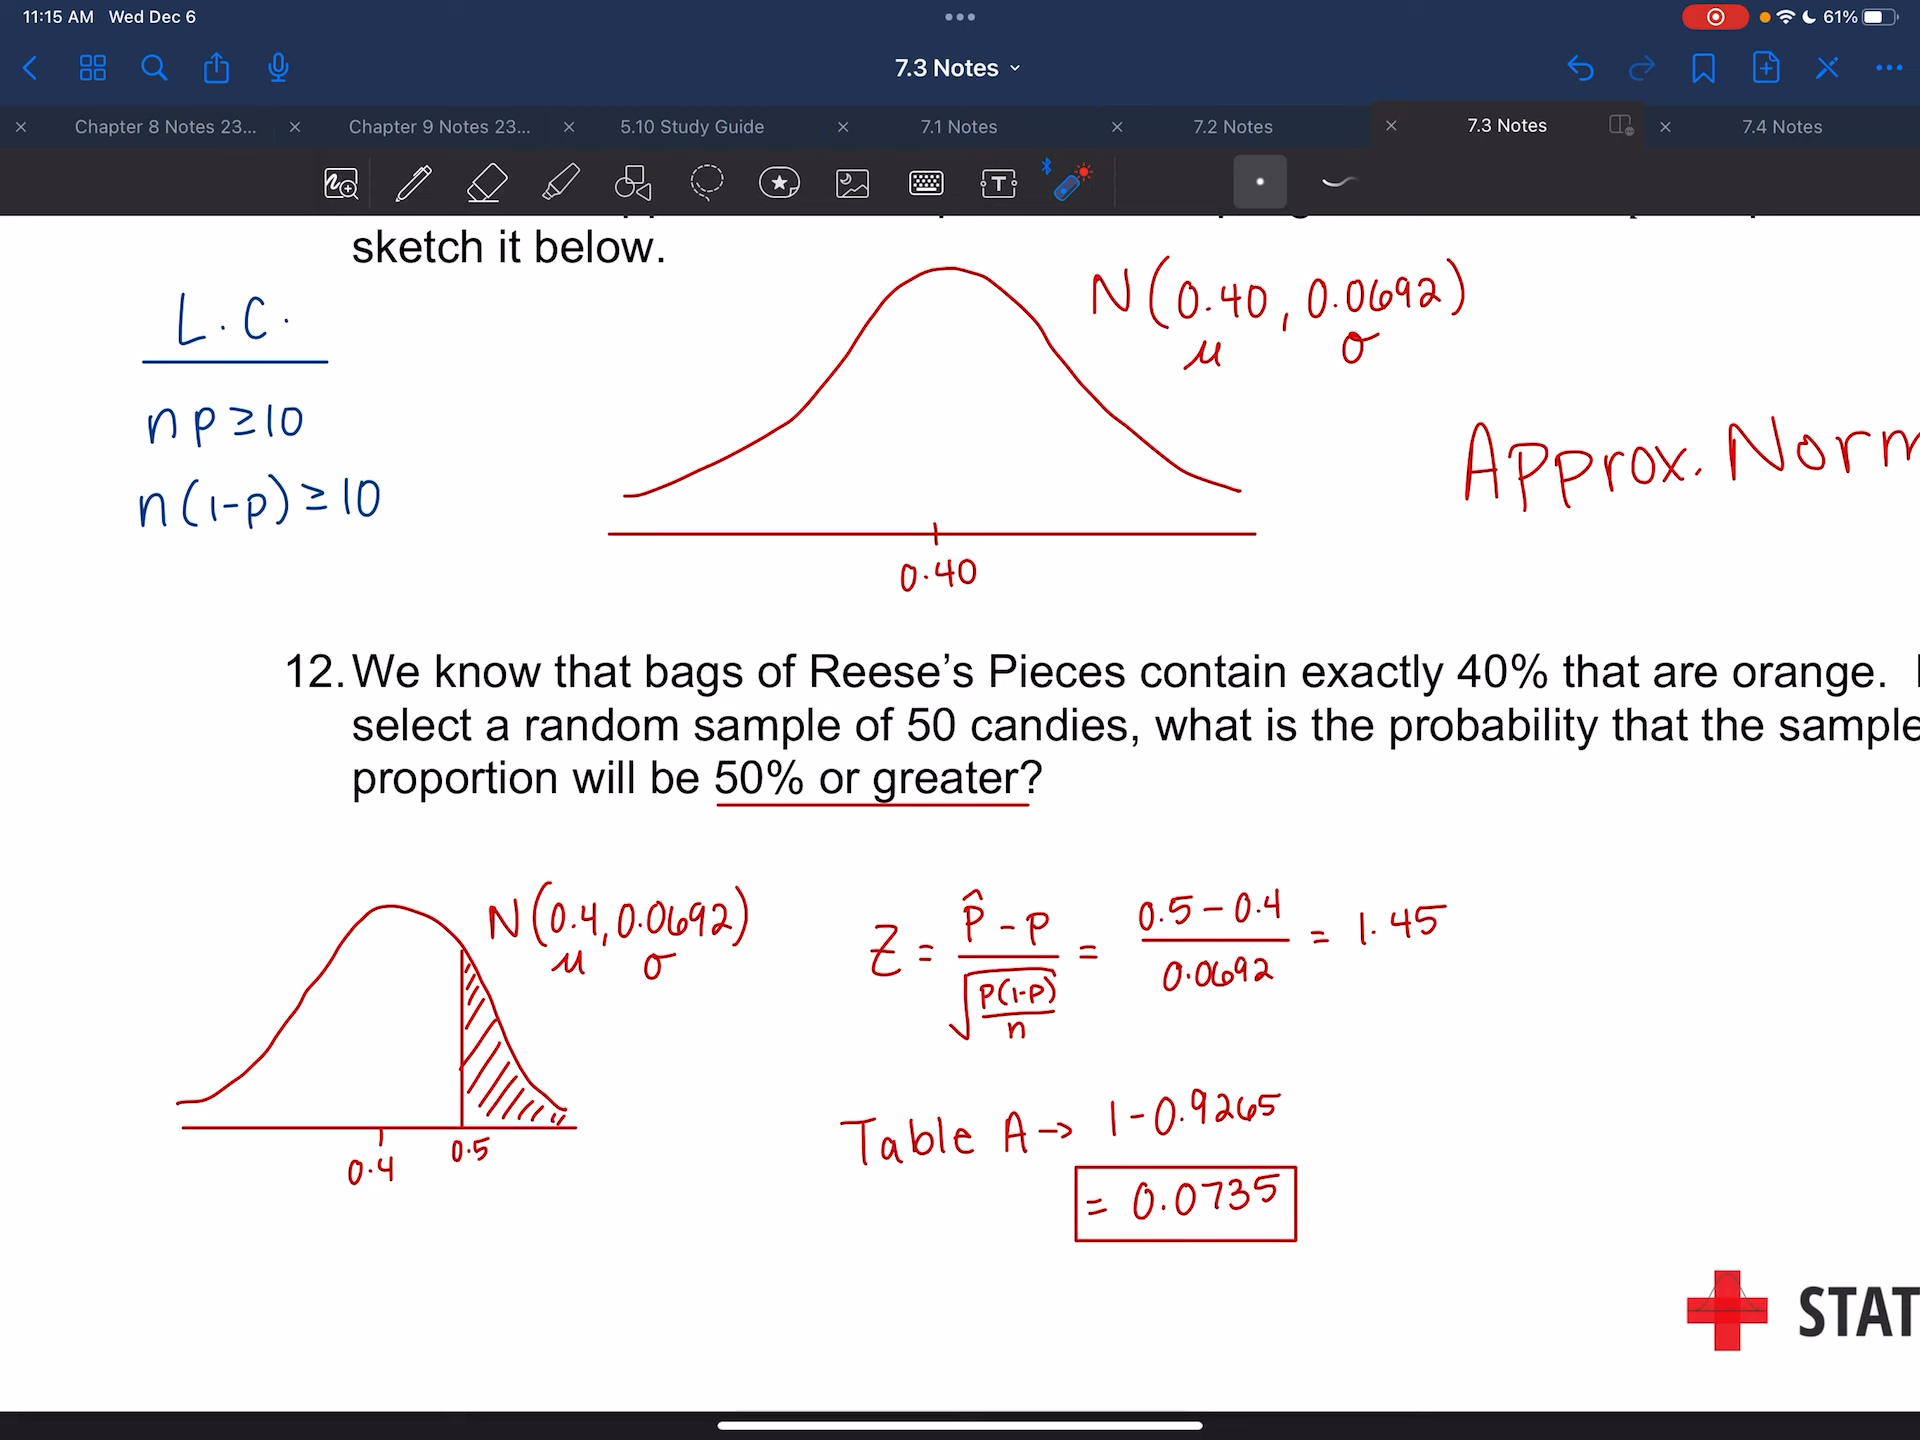 11:15 AM Wed Dec 6
61%
7.3 Notes
Chapter 8 Notes 23...
Chapter 9 Notes 23...
5.10 Study Guide
7.1 Notes
7.2 Notes
7.3 Notes
7.4 Notes
sketch it below.
N(0.40, 0.0692)
μ σ
L.C.
np ≥ 10
n(1-p) ≥ 10
Approx. Norm
0.40
12. We know that bags of Reese's Pieces contain exactly 40% that are orange.
select a random sample of 50 candies, what is the probability that the sample
proportion will be 50% or greater?
N(0.4, 0.0692)
μ σ
0.4 0.5
Z = (p̂ - p) / √(p(1-p)/n) = (0.5 - 0.4) / 0.0692 = 1.45
Table A → 1 - 0.9265
= 0.0735
STAT